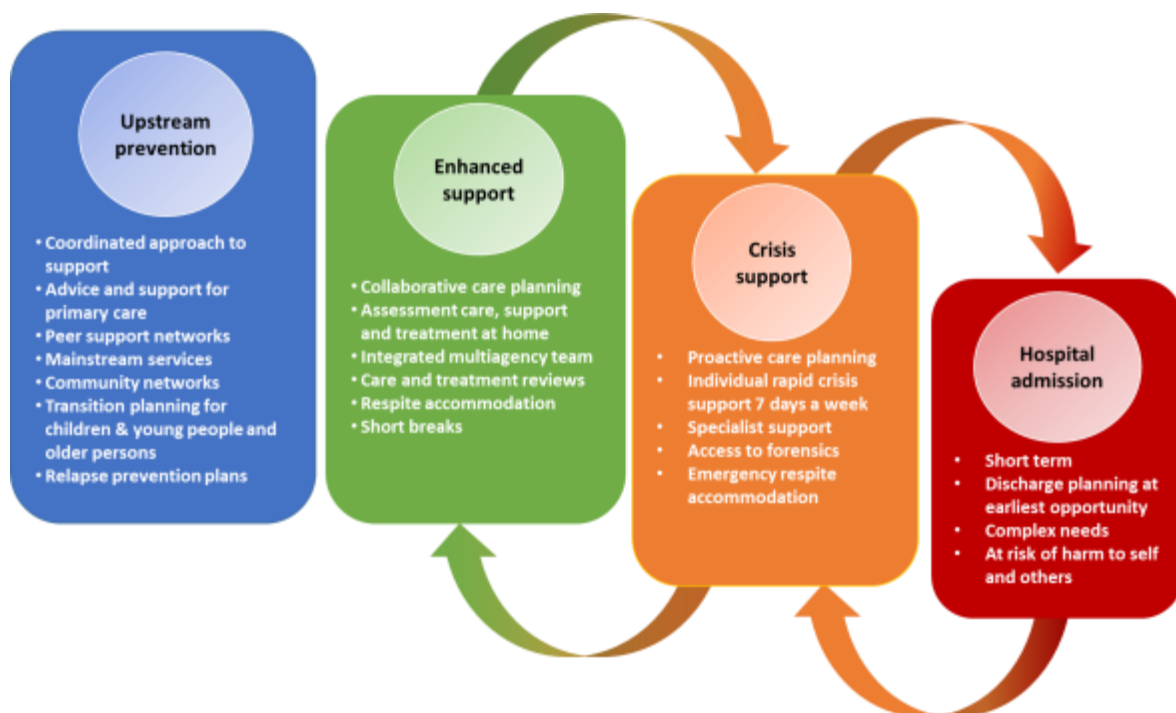 Upstream
prevention
• Coordinated approach to
support
• Advice and support for
primary care
• Peer support networks
• Mainstream services
• Community networks
• Transition planning for
children & young people and
older persons
• Relapse prevention plans
Enhanced
support
• Collaborative care planning
• Assessment care, support
and treatment at home
• Integrated multiagency team
• Care and treatment reviews
• Respite accommodation
• Short breaks
Crisis
support
• Proactive care planning
• Individual rapid crisis
support 7 days a week
• Specialist support
• Access to forensics
• Emergency respite
accommodation
Hospital
admission
• Short term
• Discharge planning at
earliest opportunity
• Complex needs
• At risk of harm to self
and others